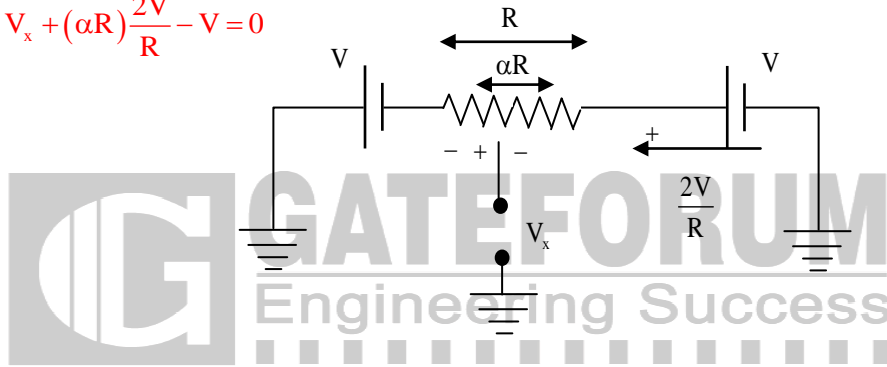 Vₓ + (αR) 2V/R − V = 0
R
V
αR
V
− + −
+
2V/R
Vₓ
GATEFORUM
Engineering Success